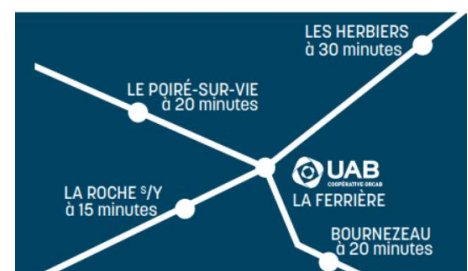 LES HERBIERS
à 30 minutes
LE POIRÉ-SUR-VIE
à 20 minutes
UAB
COOPÉRATIVE ORCAB
LA FERRIÈRE
LA ROCHE S/Y
à 15 minutes
BOURNEZEAU
à 20 minutes